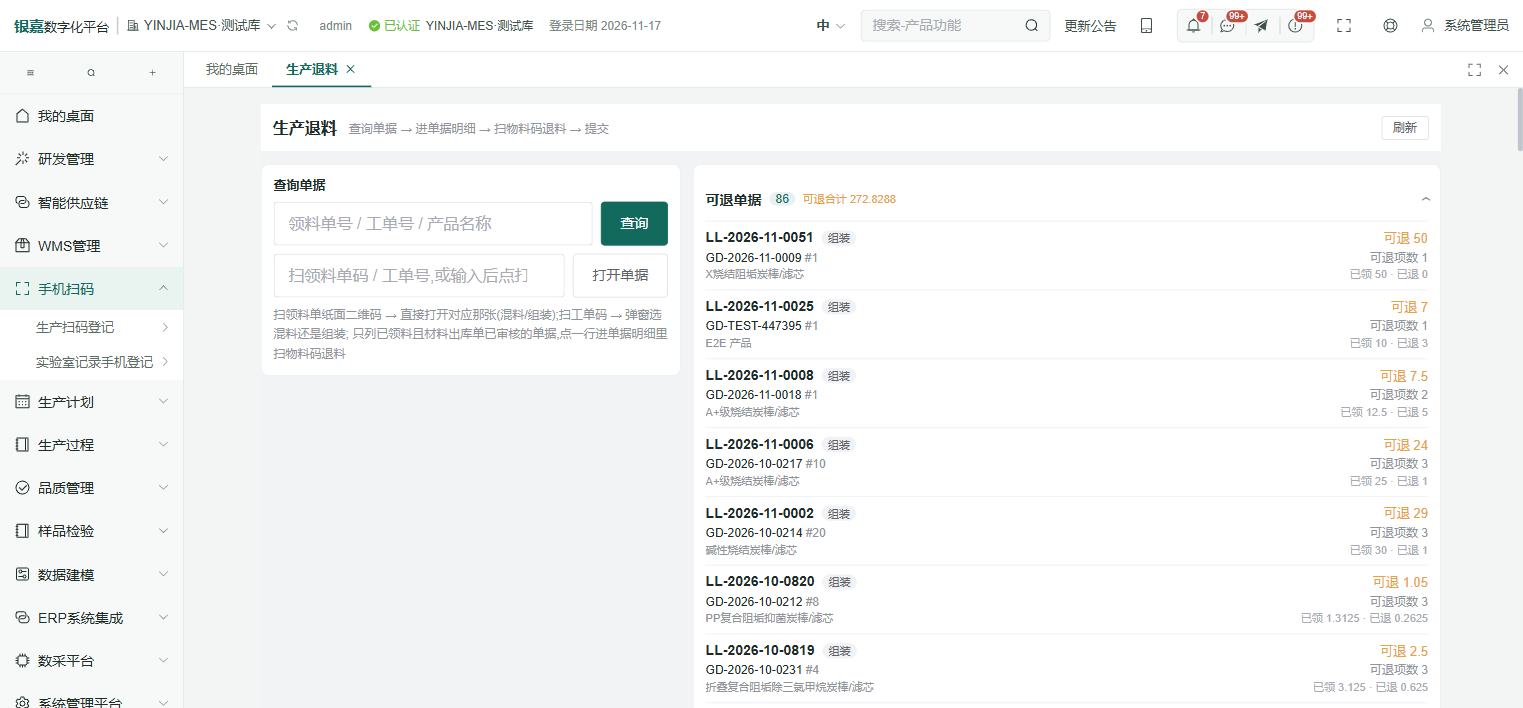 银嘉数字化平台 YINJIA-MES·测试库 admin 已认证 YINJIA-MES·测试库 登录日期 2026-11-17 中 搜索-产品功能 更新公告 7 99+ 99+ 系统管理员
我的桌面 生产退料
我的桌面
研发管理
智能供应链
WMS管理
手机扫码
生产扫码登记
实验室记录手机登记
生产计划
生产过程
品质管理
样品检验
数据建模
ERP系统集成
数采平台
系统管理平台
生产退料 查询单据 → 进单据明细 → 扫物料码退料 → 提交 刷新
查询单据
领料单号 / 工单号 / 产品名称 查询
扫领料单码 / 工单号,或输入后点打 打开单据
扫领料单纸面二维码 → 直接打开对应那张(混料/组装);扫工单码 → 弹窗选
混料还是组装; 只列已领料且材料出库单已审核的单据,点一行进单据明细里
扫物料码退料
可退单据 86 可退合计 272.8288
LL-2026-11-0051 组装 可退 50
GD-2026-11-0009 #1 可退项数 1
X烧结阻垢炭棒/滤芯 已领 50 · 已退 0
LL-2026-11-0025 组装 可退 7
GD-TEST-447395 #1 可退项数 1
E2E 产品 已领 10 · 已退 3
LL-2026-11-0008 组装 可退 7.5
GD-2026-11-0018 #1 可退项数 2
A+级烧结炭棒/滤芯 已领 12.5 · 已退 5
LL-2026-11-0006 组装 可退 24
GD-2026-10-0217 #10 可退项数 3
A+级烧结炭棒/滤芯 已领 25 · 已退 1
LL-2026-11-0002 组装 可退 29
GD-2026-10-0214 #20 可退项数 3
碱性烧结炭棒/滤芯 已领 30 · 已退 1
LL-2026-10-0820 组装 可退 1.05
GD-2026-10-0212 #8 可退项数 3
PP复合阻垢抑菌炭棒/滤芯 已领 1.3125 · 已退 0.2625
LL-2026-10-0819 组装 可退 2.5
GD-2026-10-0231 #4 可退项数 3
折叠复合阻垢除三氯甲烷炭棒/滤芯 已领 3.125 · 已退 0.625